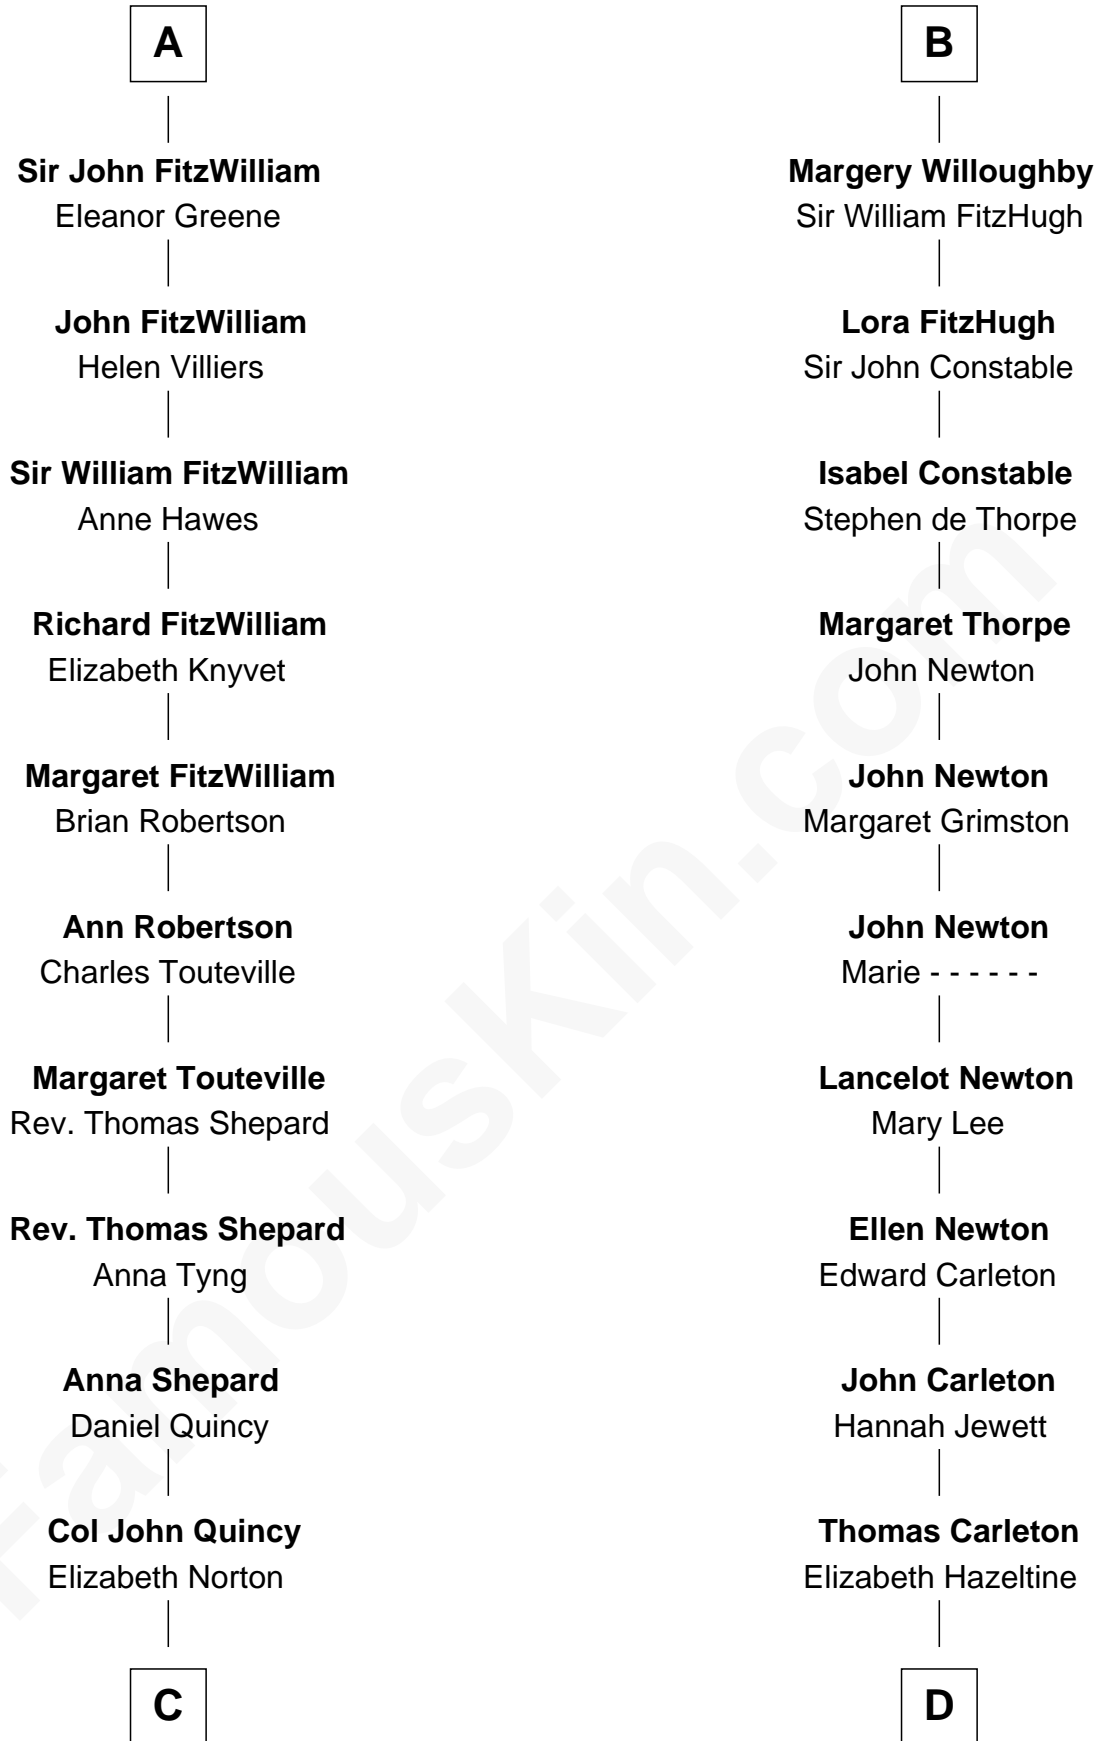 A
Sir John FitzWilliam
Eleanor Greene
John FitzWilliam
Helen Villiers
Sir William FitzWilliam
Anne Hawes
Richard FitzWilliam
Elizabeth Knyvet
Margaret FitzWilliam
Brian Robertson
Ann Robertson
Charles Touteville
Margaret Touteville
Rev. Thomas Shepard
Rev. Thomas Shepard
Anna Tyng
Anna Shepard
Daniel Quincy
Col John Quincy
Elizabeth Norton
C
B
Margery Willoughby
Sir William FitzHugh
Lora FitzHugh
Sir John Constable
Isabel Constable
Stephen de Thorpe
Margaret Thorpe
John Newton
John Newton
Margaret Grimston
John Newton
Marie - - - - - -
Lancelot Newton
Mary Lee
Ellen Newton
Edward Carleton
John Carleton
Hannah Jewett
Thomas Carleton
Elizabeth Hazeltine
D
FamousKin.com